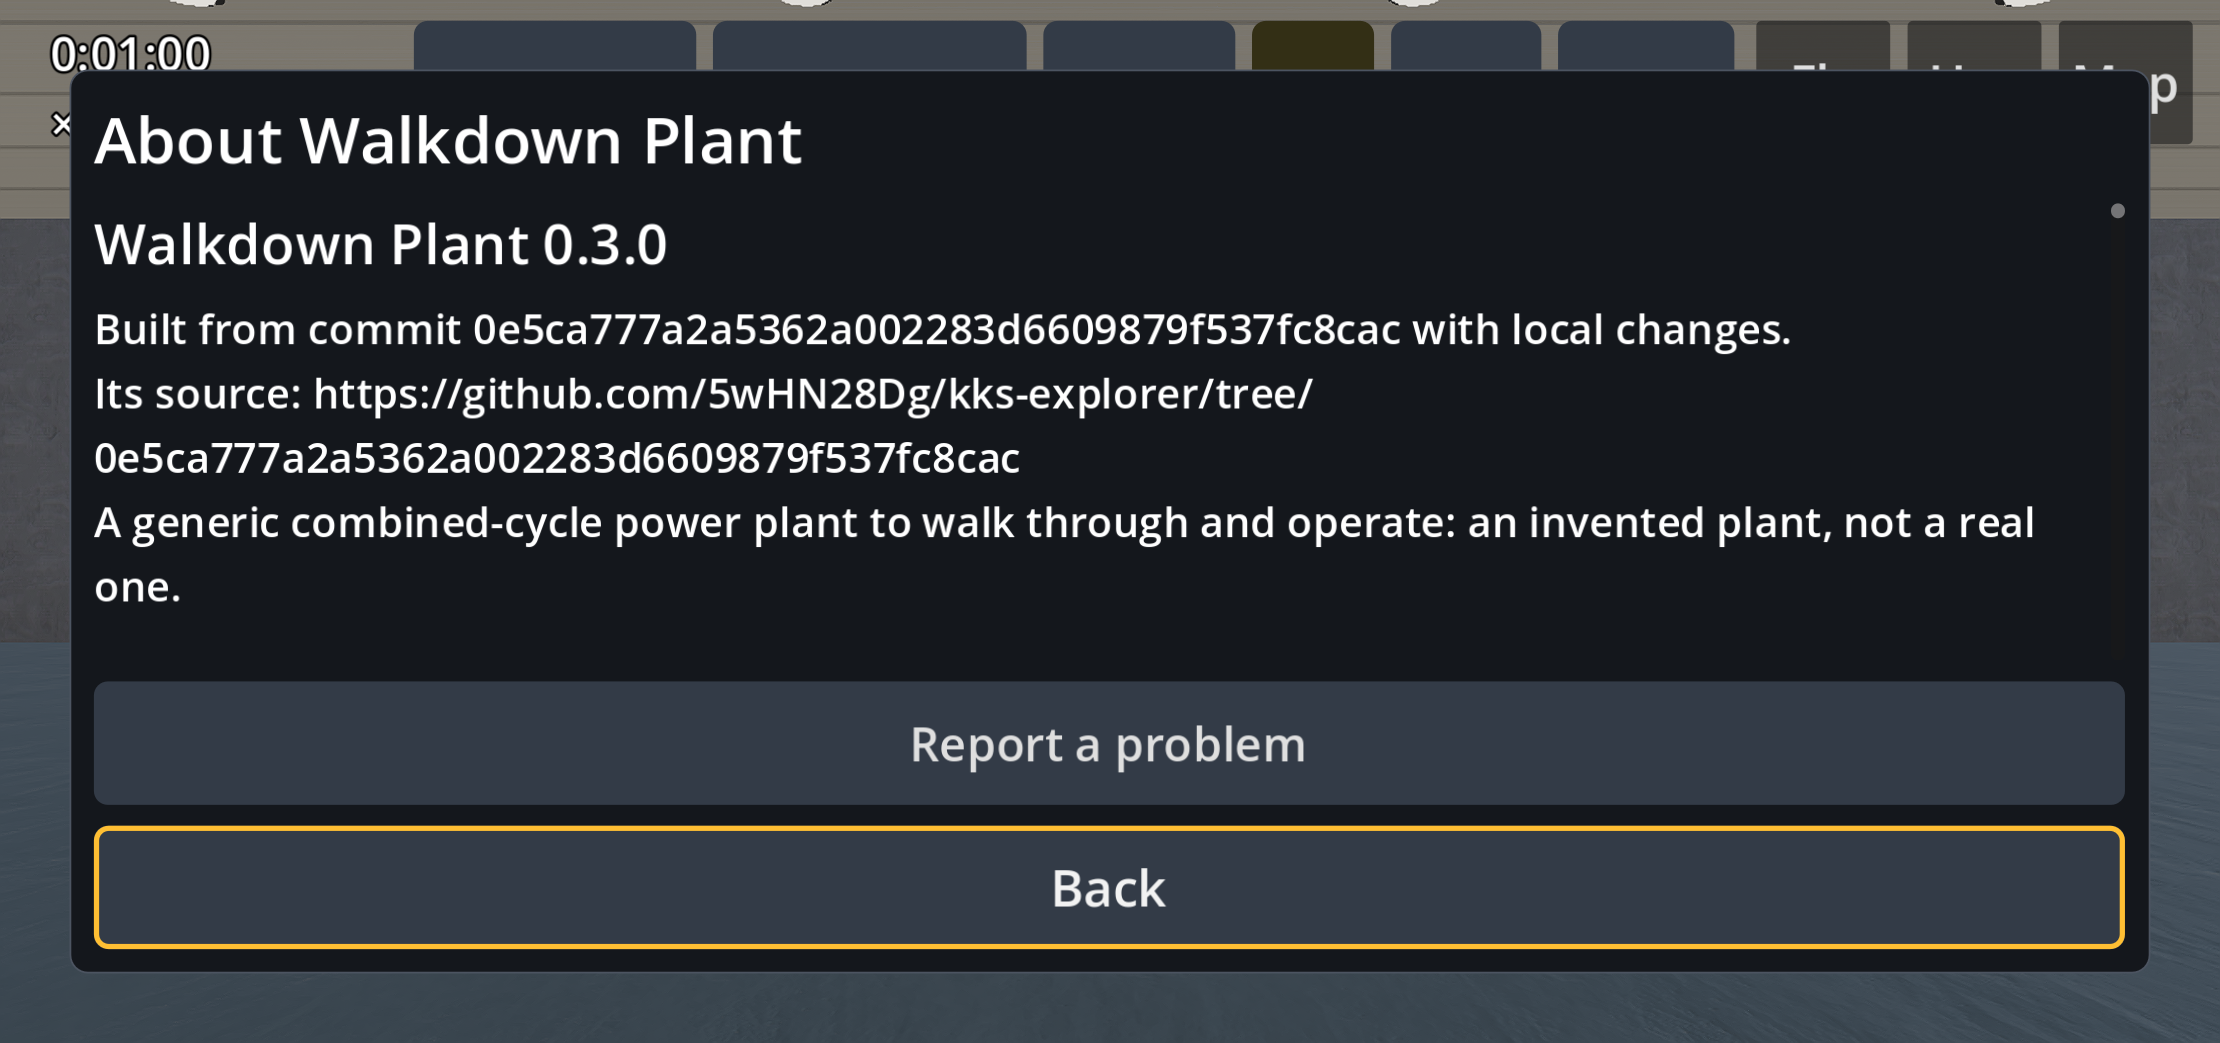 0:01:00
About Walkdown Plant
Walkdown Plant 0.3.0
Built from commit 0e5ca777a2a5362a002283d6609879f537fc8cac with local changes.
Its source: https://github.com/5wHN28Dg/kks-explorer/tree/
0e5ca777a2a5362a002283d6609879f537fc8cac
A generic combined-cycle power plant to walk through and operate: an invented plant, not a real
one.
Report a problem
Back